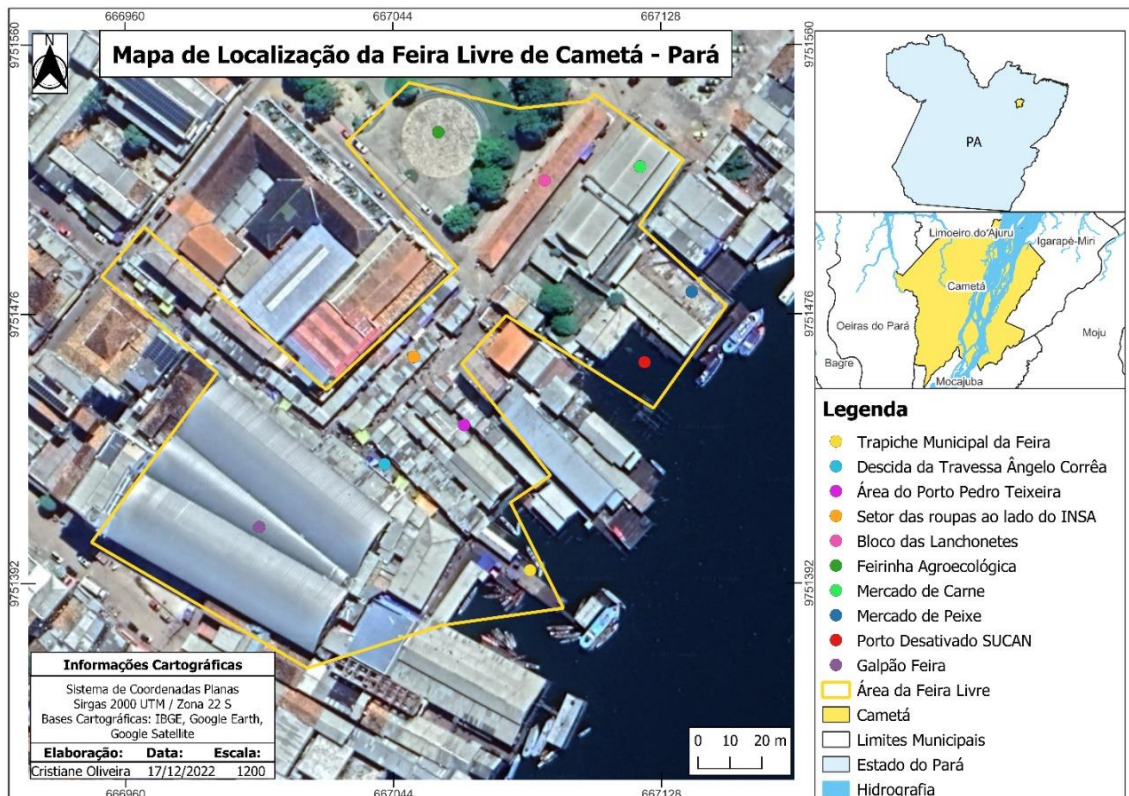 666960
667044
667128
9751560
9751560
N
Mapa de Localização da Feira Livre de Cametá - Pará
PA
Limoeiro do Ajuru
Igarapé-Miri
Cametá
Oeiras do Pará
Moju
Bagre
Mocajuba
9751476
9751476
9751392
9751392
Legenda
Trapiche Municipal da Feira
Descida da Travessa Ângelo Corrêa
Área do Porto Pedro Teixeira
Setor das roupas ao lado do INSA
Bloco das Lanchonetes
Feirinha Agroecológica
Mercado de Carne
Mercado de Peixe
Porto Desativado SUCAN
Galpão Feira
Área da Feira Livre
Cametá
Limites Municipais
Estado do Pará
Hidrografia
Informações Cartográficas
Sistema de Coordenadas Planas
Sirgas 2000 UTM / Zona 22 S
Bases Cartográficas: IBGE, Google Earth,
Google Satellite
Elaboração: Data: Escala:
Cristiane Oliveira 17/12/2022 1200
0 10 20 m
666960
667044
667128